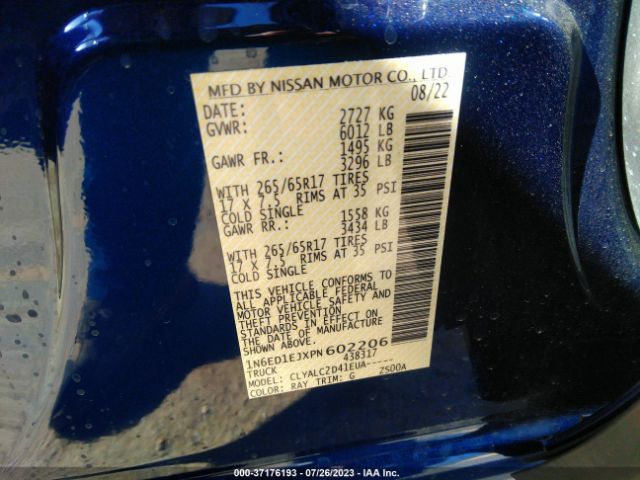 MFD BY NISSAN MOTOR CO., LTD.
DATE: 08/22
GVWR: 2727 KG
6012 LB
GAWR FR.: 1495 KG
3296 LB
WITH 265/65R17 TIRES
17 X 7.5 RIMS AT 35 PSI
COLD SINGLE
GAWR RR.: 1558 KG
3434 LB
WITH 265/65R17 TIRES
17 X 7.5 RIMS AT 35 PSI
COLD SINGLE
THIS VEHICLE CONFORMS TO
ALL APPLICABLE FEDERAL
MOTOR VEHICLE SAFETY AND
THEFT PREVENTION
STANDARDS IN EFFECT ON
THE DATE OF MANUFACTURE
SHOWN ABOVE.
1N6ED1EJXPN602206
TRUCK 438317
MODEL: CLYALCZD41EUA-----
COLOR: RAY TRIM: G Z500A
000-37176193 - 07/26/2023 - IAA Inc.